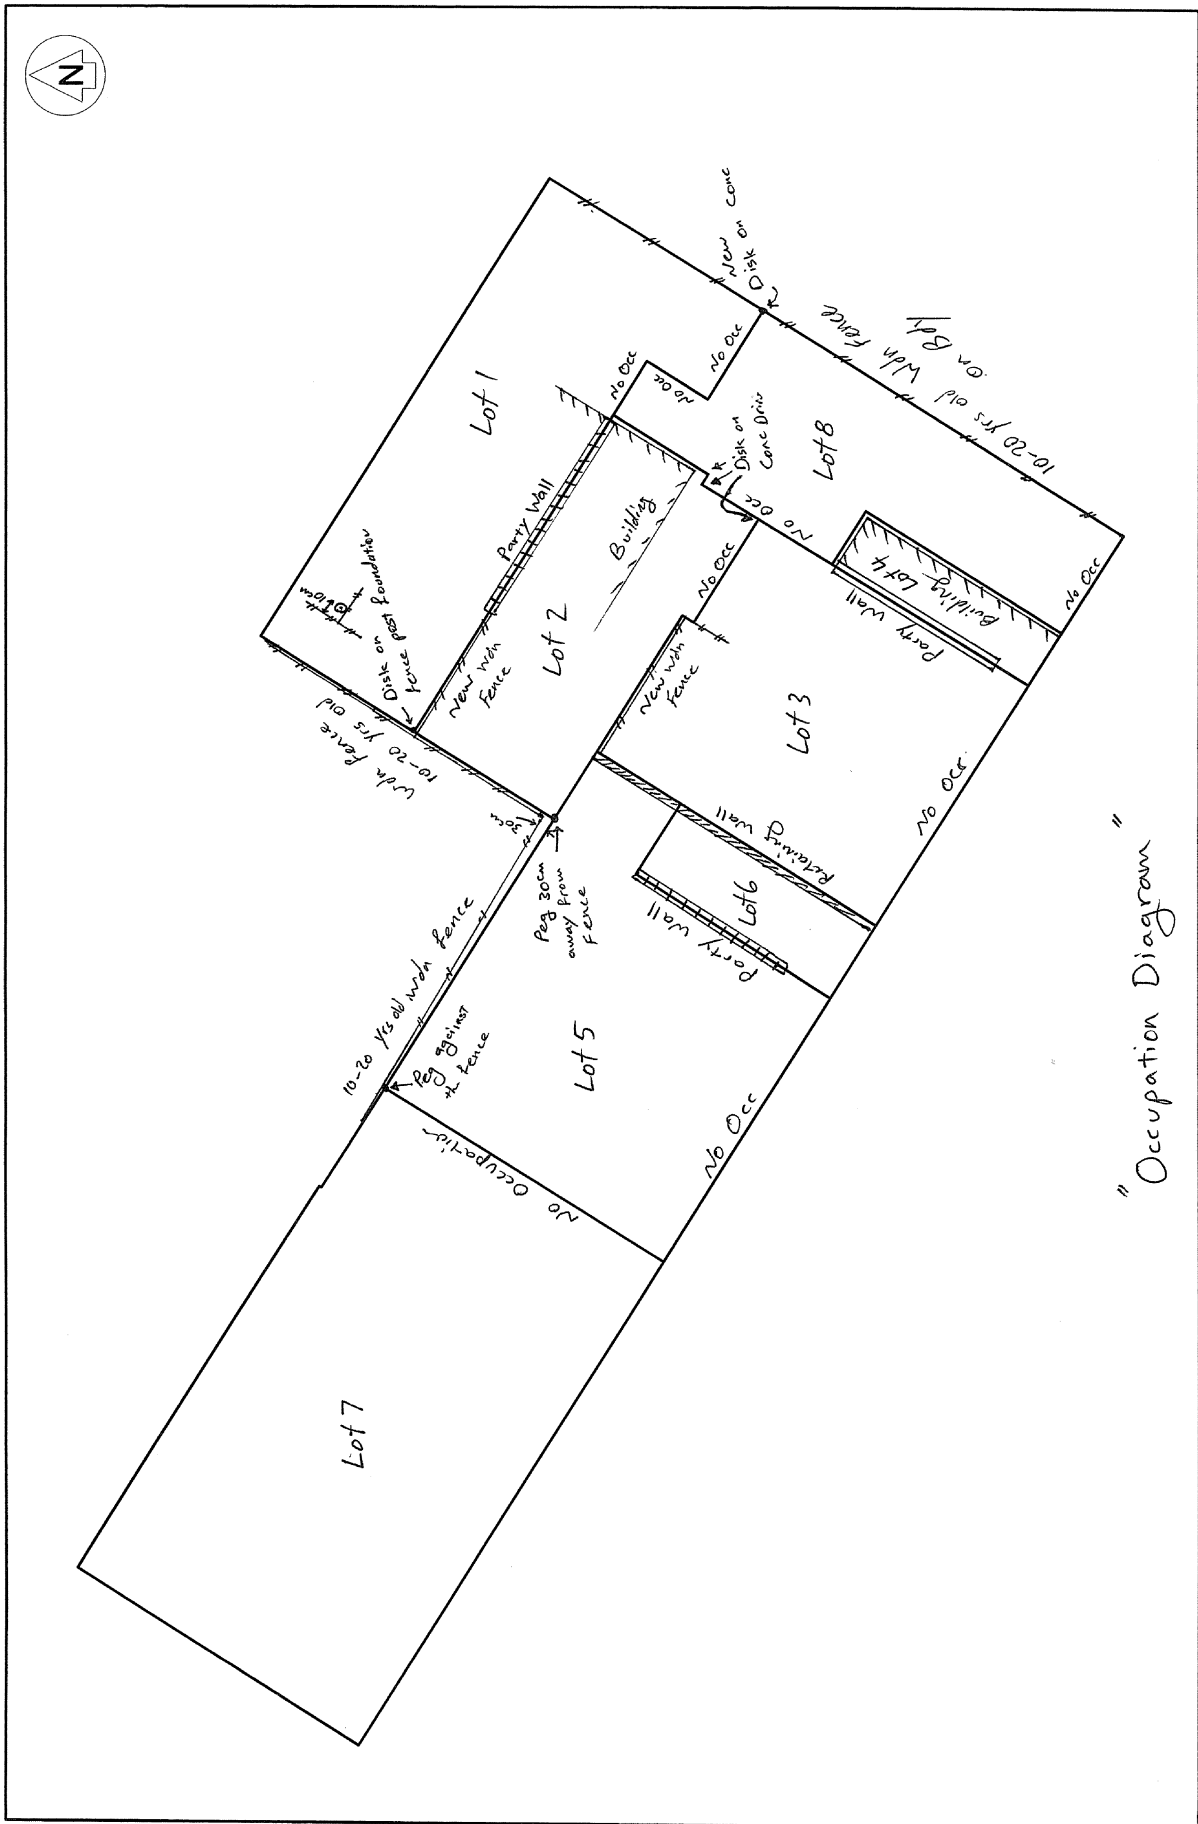 N
Lot 1
New
Disk on conc
No Occ
No Occ
No Occ
On Bdy
10-20 yrs old Wdn Fence
Party Wall
Building
Disk on
Conc Drive
Lot 8
No Occ
No Occ
10cm
Disk on
fence post foundation
New Wdn
Fence
Lot 2
wdn fence
10-20 yrs old
New Wdn
Fence
No Occ
Building Lot 4
Party Wall
Lot 3
No Occ
30cm
Peg 30cm
away from
Fence
Retaining Wall
Lot 6
Party Wall
10-20 Yrs old wdn fence
Peg against
the fence
Lot 5
No Occ
No Occupation
Lot 7
"Occupation Diagram"